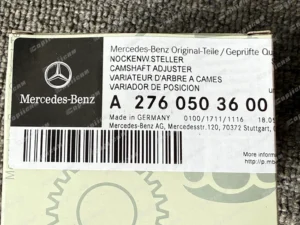 Mercedes-Benz Original-Teile / Geprüfte Qu
NOCKENW.STELLER
CAMSHAFT ADJUSTER
VARIATEUR D'ARBRE A CAMES
VARIADOR DE POSICION
Mercedes-Benz
A 276 050 36 00
Made in GERMANY 0100/1711/1116 18.05
Mercedes-Benz AG, Mercedesstr.120, 70372 Stuttgart,